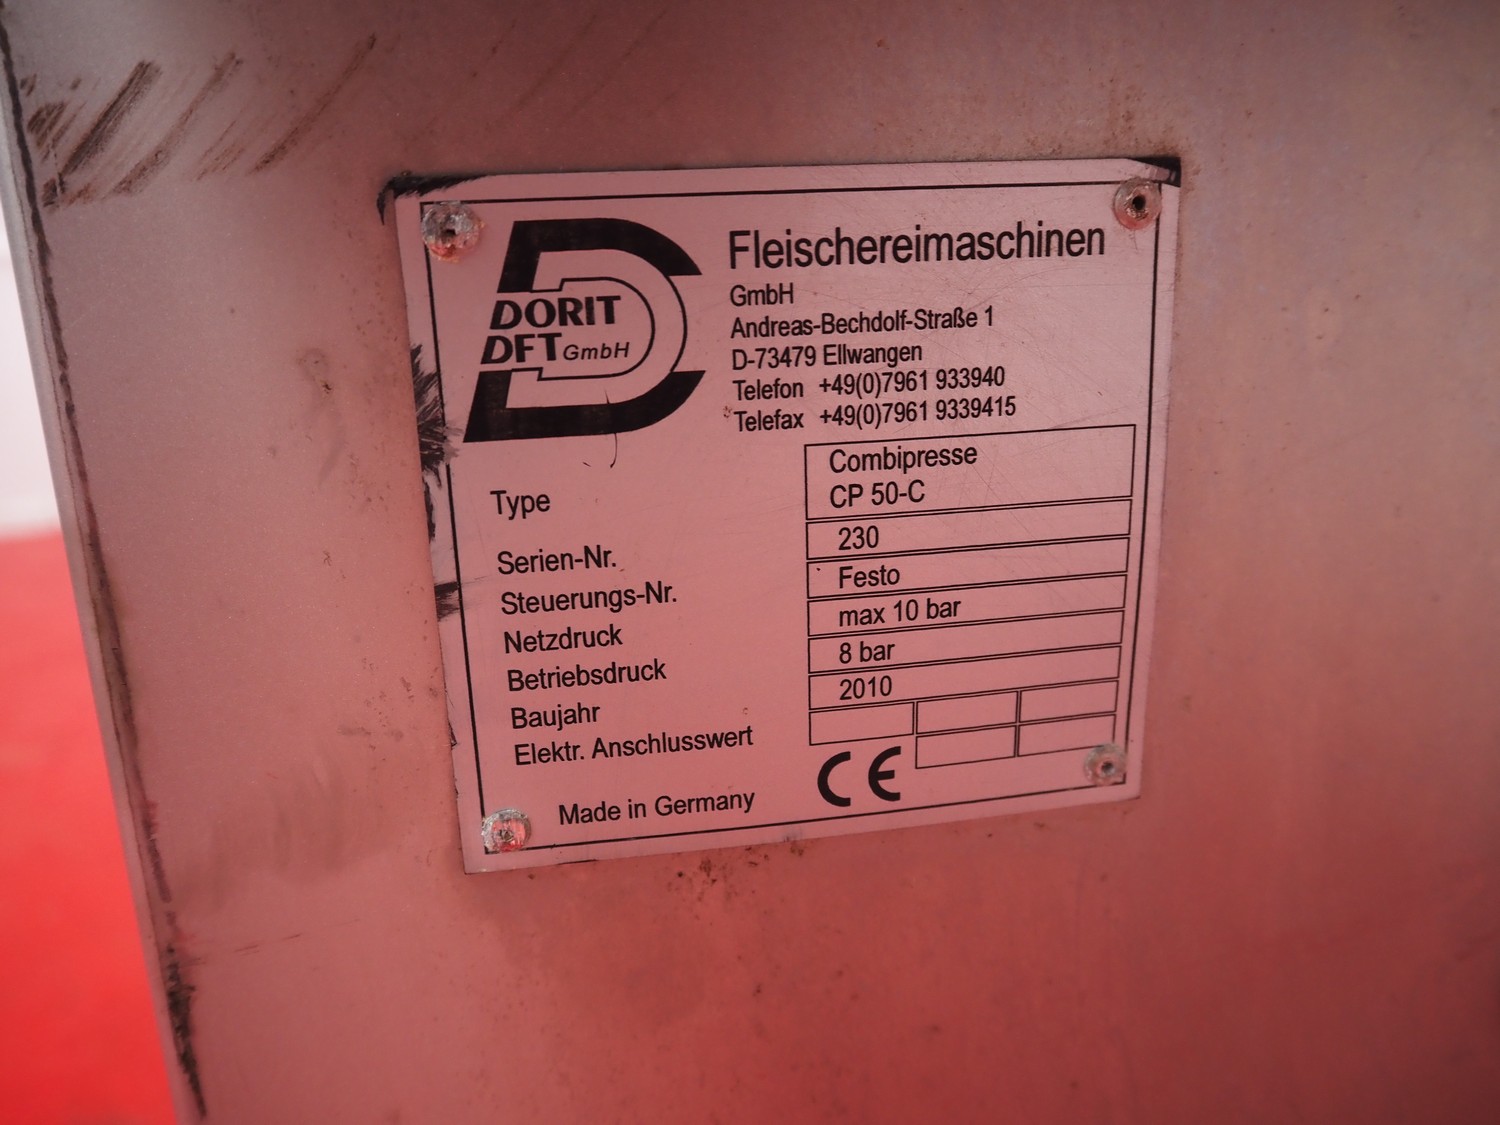 DORIT
DFT GmbH
Fleischereimaschinen
GmbH
Andreas-Bechdolf-Straße 1
D-73479 Ellwangen
Telefon +49(0)7961 933940
Telefax +49(0)7961 9339415
Type Combipresse
CP 50-C
Serien-Nr. 230
Steuerungs-Nr. Festo
Netzdruck max 10 bar
Betriebsdruck 8 bar
Baujahr 2010
Elektr. Anschlusswert
Made in Germany CE